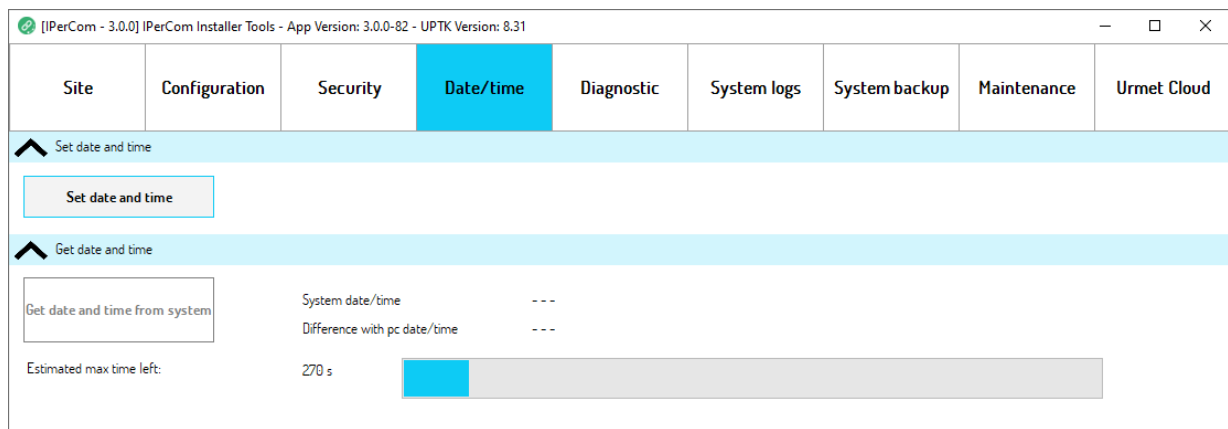 [IPerCom - 3.0.0] IPerCom Installer Tools - App Version: 3.0.0-82 - UPTK Version: 8.31
Site Configuration Security Date/time Diagnostic System logs System backup Maintenance Urmet Cloud
Set date and time
Set date and time
Get date and time
Get date and time from system
System date/time ---
Difference with pc date/time ---
Estimated max time left: 270 s